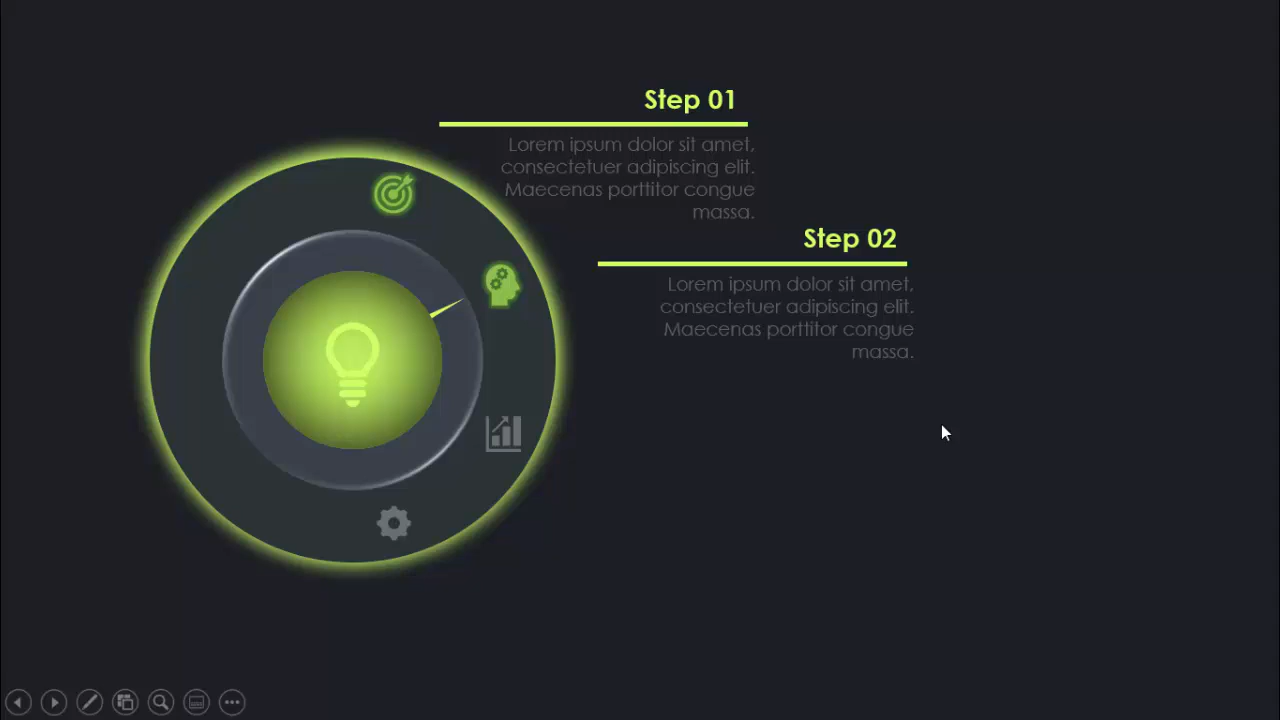 Step 01
Lorem ipsum dolor sit amet,
consectetuer adipiscing elit.
Maecenas porttitor congue
massa.
Step 02
Lorem ipsum dolor sit amet,
consectetuer adipiscing elit.
Maecenas porttitor congue
massa.